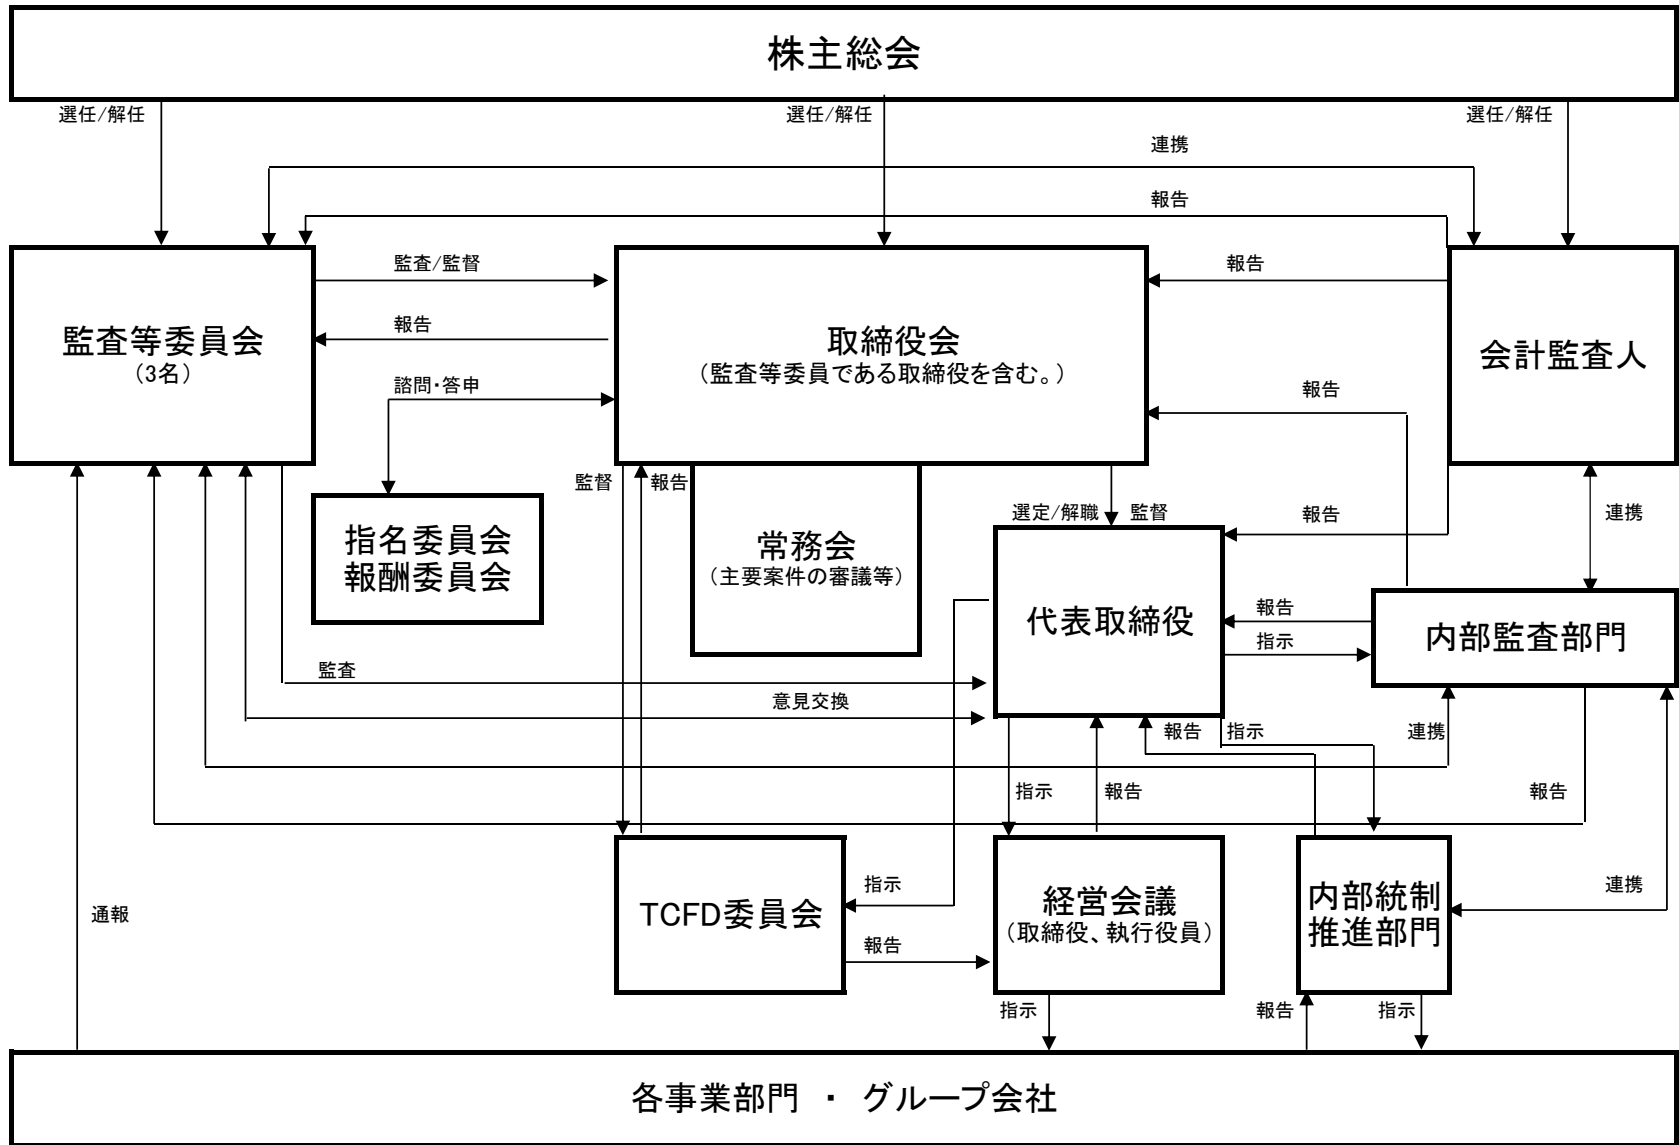 株主総会
選任/解任
選任/解任
選任/解任
連携
報告
監査/監督
報告
報告
諮問・答申
報告
監査等委員会
(3名)
取締役会
(監査等委員である取締役を含む。)
会計監査人
監督
報告
選定/解職
監督
報告
連携
指名委員会
報酬委員会
常務会
(主要案件の審議等)
代表取締役
報告
指示
内部監査部門
監査
意見交換
報告
指示
連携
指示
報告
報告
通報
TCFD委員会
指示
報告
経営会議
(取締役、執行役員)
内部統制
推進部門
連携
指示
報告
指示
各事業部門 ・ グループ会社